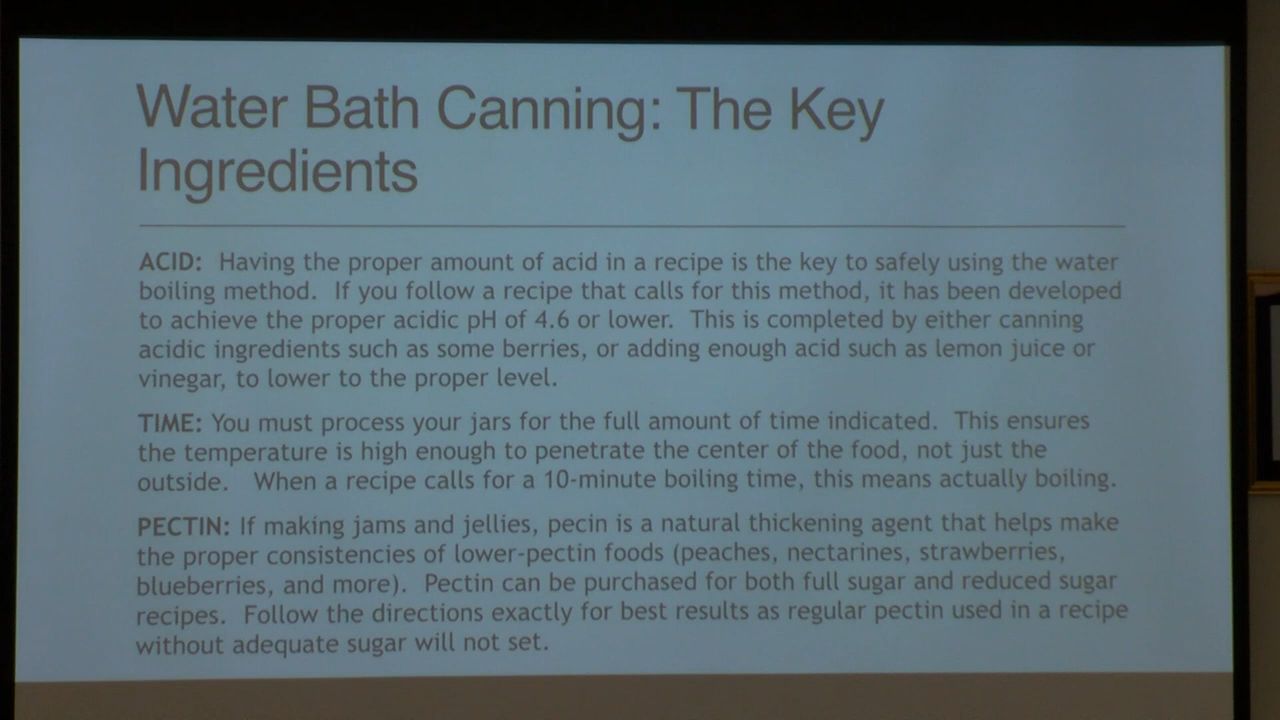 Water Bath Canning: The Key
Ingredients
ACID:  Having the proper amount of acid in a recipe is the key to safely using the water
boiling method.  If you follow a recipe that calls for this method, it has been developed
to achieve the proper acidic pH of 4.6 or lower.  This is completed by either canning
acidic ingredients such as some berries, or adding enough acid such as lemon juice or
vinegar, to lower to the proper level.
TIME: You must process your jars for the full amount of time indicated.  This ensures
the temperature is high enough to penetrate the center of the food, not just the
outside.   When a recipe calls for a 10-minute boiling time, this means actually boiling.
PECTIN: If making jams and jellies, pecin is a natural thickening agent that helps make
the proper consistencies of lower-pectin foods (peaches, nectarines, strawberries,
blueberries, and more).  Pectin can be purchased for both full sugar and reduced sugar
recipes.  Follow the directions exactly for best results as regular pectin used in a recipe
without adequate sugar will not set.